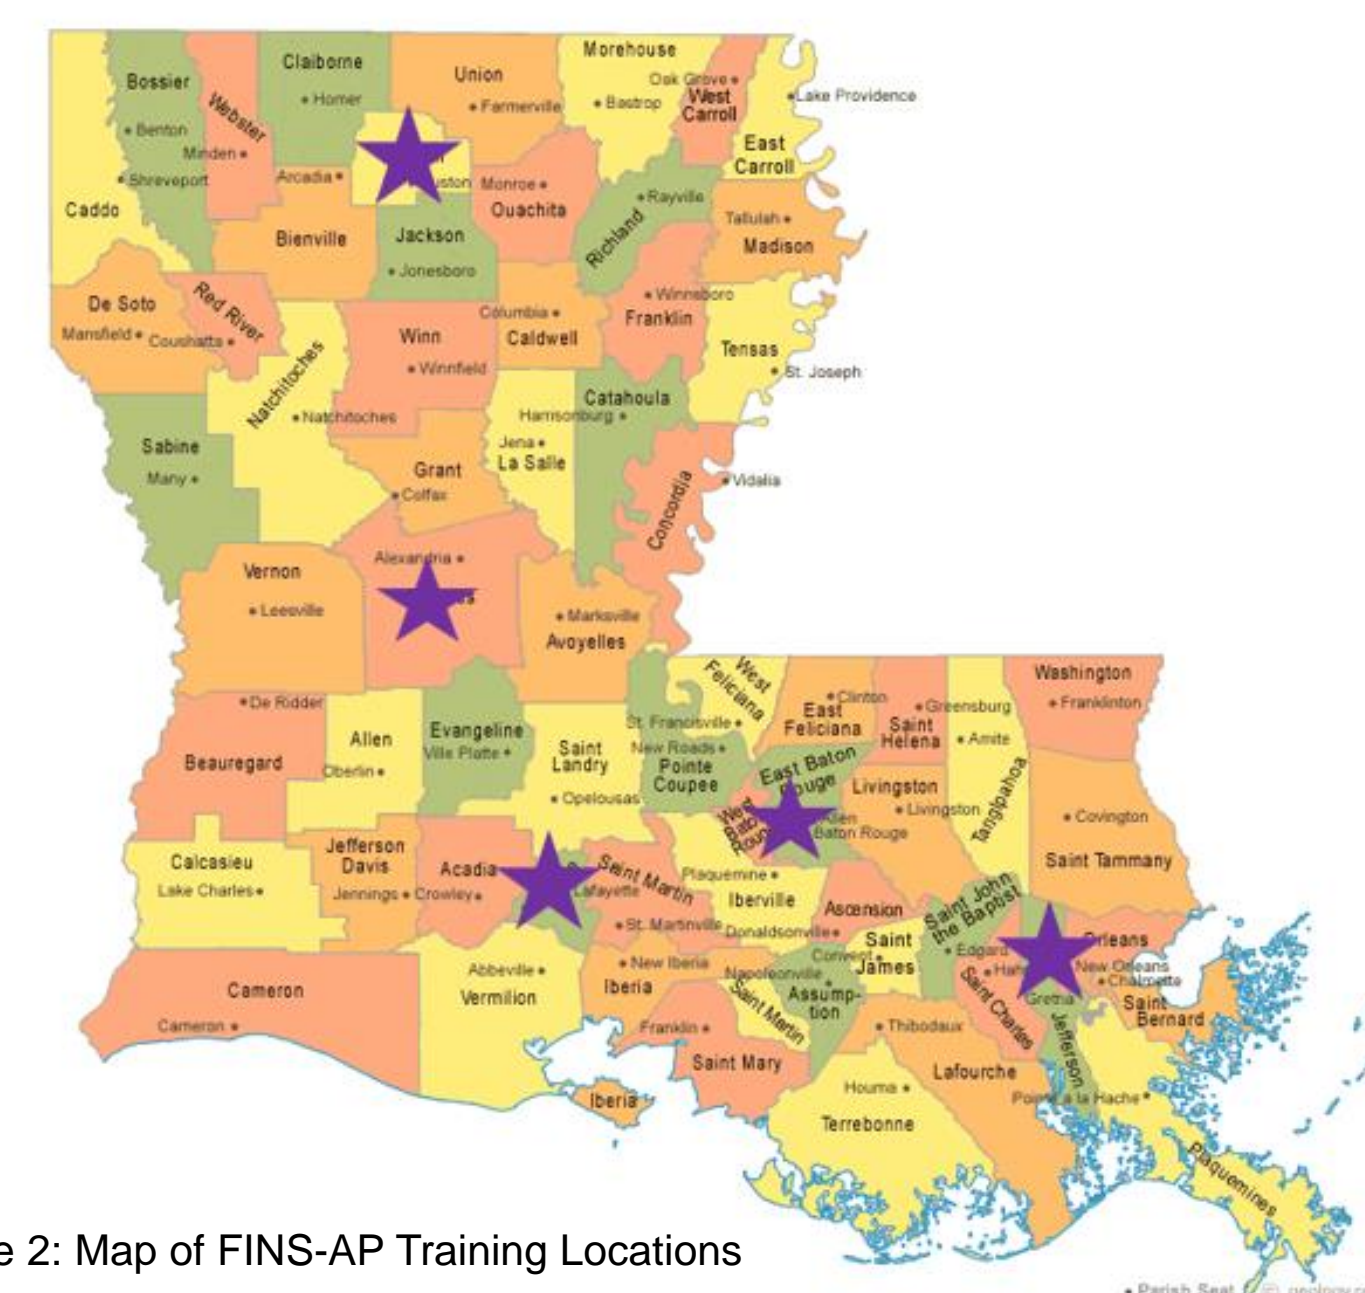 Morehouse
Claiborne
Bossier
Union
Oak Grove
Webster
West
Carroll
Homer
Farmerville
Bastrop
Lake Providence
Benton
East
Carroll
Minden
Shreveport
Arcadia
uston
Monroe
Rayville
Caddo
Ouachita
Tallulah
Richland
Bienville
Jackson
Madison
Jonesboro
De Soto
Red River
Winnsboro
Columbia
Franklin
Mansfield
Coushatta
Winn
Caldwell
Tensas
Winnfield
St. Joseph
Natchitoches
Catahoula
Natchitoches
Harrisonburg
Sabine
Jena
La Salle
Many
Grant
Colfax
Vidalia
Concordia
Alexandria
Vernon
es
Leesville
Marksville
Avoyelles
West
Feliciana
Washington
De Ridder
Clinton
Greensburg
Franklinton
East
Feliciana
Saint
Helena
Evangeline
St. Francisville
Allen
Ville Platte
Saint
Landry
New Roads
Amite
Beauregard
Oberlin
Pointe
Coupee
East Baton
Rouge
Livingston
Tangipahoa
Opelousas
Livingston
West
Baton
Rouge
Allen
Baton Rouge
Covington
Jefferson
Davis
Calcasieu
Acadia
Saint Martin
Saint Tammany
Lake Charles
Jennings
Crowley
Lafayette
Plaquemine
Iberville
Saint John
the Baptist
Ascension
St. Martinville
Donaldsonville
Saint
James
Orleans
Convent
Edgard
New Iberia
Hah
New Orleans
Abbeville
Napoleonville
Chalmette
Cameron
Vermilion
Iberia
Saint Martin
Assump-
tion
Saint Charles
Gretna
Saint
Bernard
Cameron
Franklin
Thibodaux
Jefferson
Saint Mary
Lafourche
Iberia
Houma
Pointe a la Hache
Terrebonne
Plaquemines
e 2: Map of FINS-AP Training Locations
Parish Seat